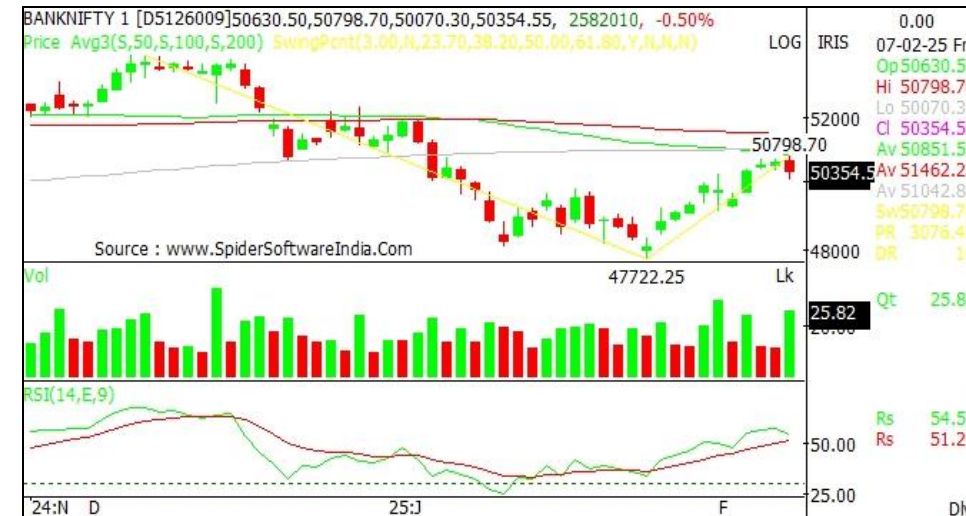 BANKNIFTY 1 [D5126009]50630.50,50798.70,50070.30,50354.55, 2582010, -0.50%
Price Avg3(S,50,S,100,S,200) SwingPcnt(3.00,N,23.70,38.20,50.00,61.80,Y,N,N,N)
LOG
IRIS
0.00
07-02-25 Fr
Op 50630.5
Hi 50798.7
Lo 50070.3
Cl 50354.5
Av 50851.5
Av 51462.2
Av 51042.8
Sw 50798.7
PR 3076.4
DR 1
52000
50798.70
50354.5
48000
Source : www.SpiderSoftwareIndia.Com
47722.25
Vol
Lk
25.82
Qt 25.8
RSI(14,E,9)
Rs 54.5
Rs 51.2
50.00
25.00
24:N D 25:J F